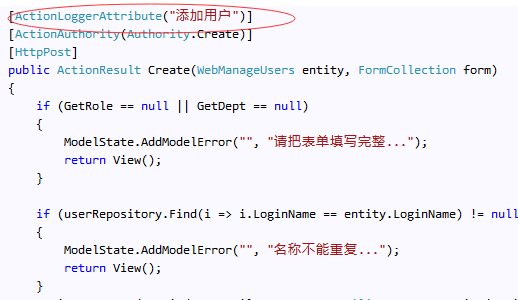 [ActionLoggerAttribute("添加用户")]
[ActionAuthority(Authority.Create)]
[HttpPost]
public ActionResult Create(WebManageUsers entity, FormCollection form)
{
    if (GetRole == null || GetDept == null)
    {
        ModelState.AddModelError("", "请把表单填写完整...");
        return View();
    }
    if (userRepository.Find(i => i.LoginName == entity.LoginName) != null
    {
        ModelState.AddModelError("", "名称不能重复...");
        return View();
    }